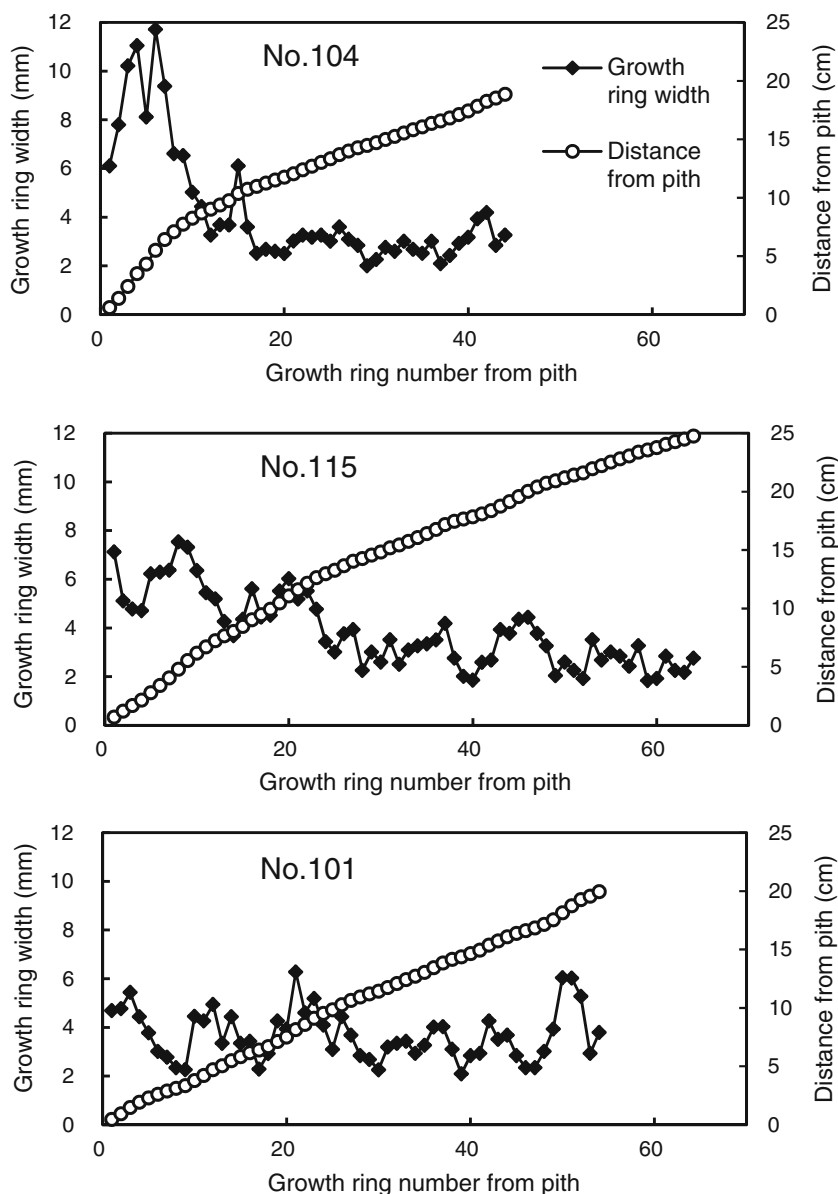 No.104
Growth
ring width
Distance
from pith
Growth ring width (mm)
12
10
8
6
4
2
0
25
20
15
10
5
0
Distance from pith (cm)
0 20 40 60
Growth ring number from pith
No.115
Growth ring width (mm)
12
10
8
6
4
2
0
25
20
15
10
5
0
Distance from pith (cm)
0 20 40 60
Growth ring number from pith
No.101
Growth ring width (mm)
12
10
8
6
4
2
0
25
20
15
10
5
0
Distance from pith (cm)
0 20 40 60
Growth ring number from pith